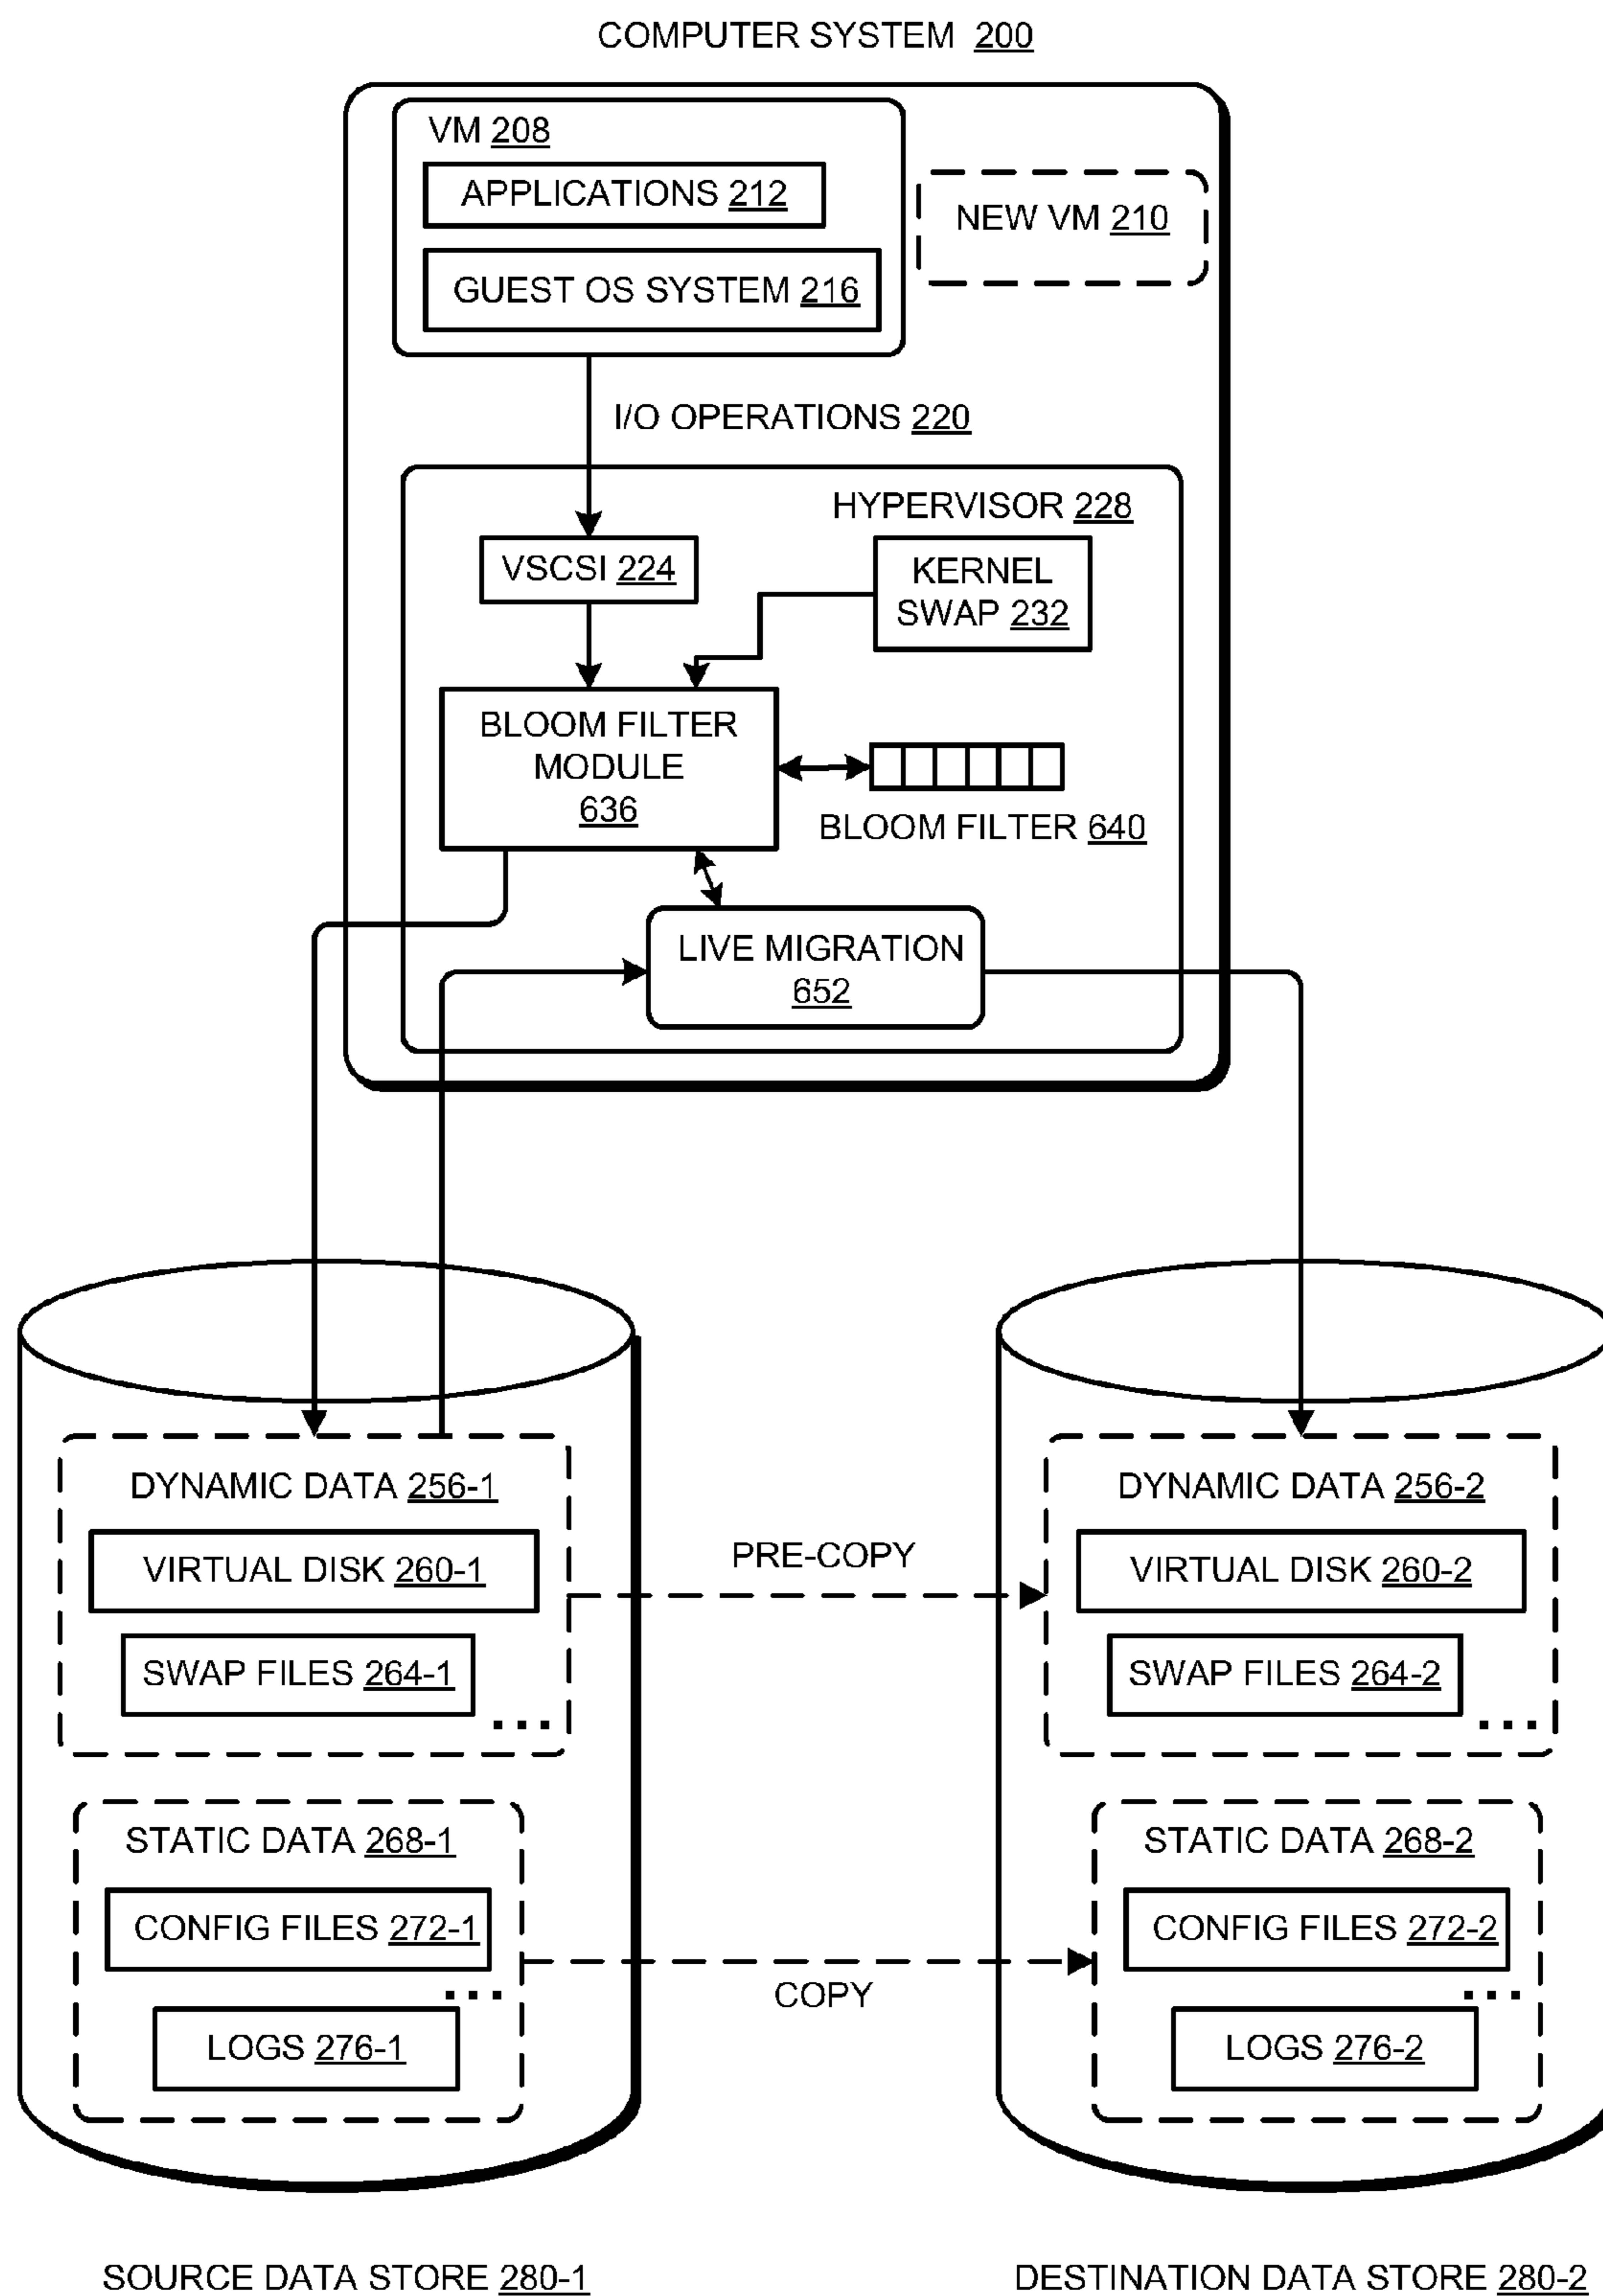 COMPUTER SYSTEM 200
VM 208
APPLICATIONS 212
NEW VM 210
GUEST OS SYSTEM 216
I/O OPERATIONS 220
HYPERVISOR 228
VSCSI 224
KERNEL
SWAP 232
BLOOM FILTER
MODULE
636
BLOOM FILTER 640
LIVE MIGRATION
652
DYNAMIC DATA 256-1
VIRTUAL DISK 260-1
SWAP FILES 264-1
...
PRE-COPY
DYNAMIC DATA 256-2
VIRTUAL DISK 260-2
SWAP FILES 264-2
...
STATIC DATA 268-1
CONFIG FILES 272-1
...
LOGS 276-1
COPY
STATIC DATA 268-2
CONFIG FILES 272-2
...
LOGS 276-2
SOURCE DATA STORE 280-1
DESTINATION DATA STORE 280-2